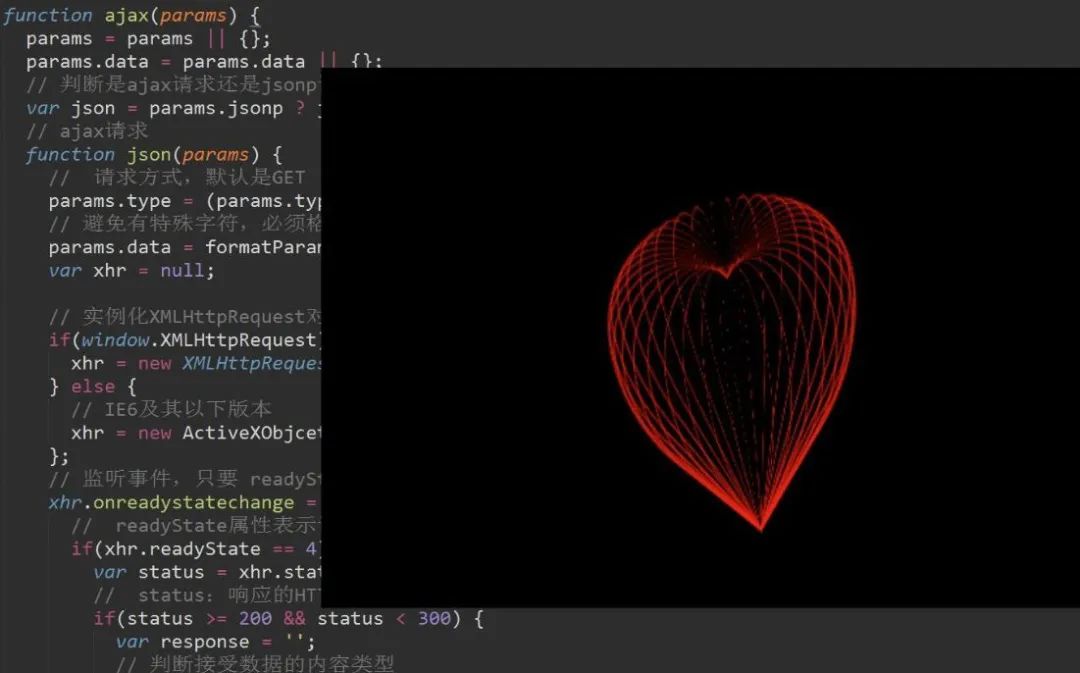 function ajax(params) {
params = params || {};
params.data = params.data || {};
// 判断是ajax请求还是jsonp
var json = params.jsonp ?
// ajax请求
function json(params) {
// 请求方式，默认是GET
params.type = (params.typ
// 避免有特殊字符，必须格
params.data = formatParam
var xhr = null;
// 实例化XMLHttpRequest对
if(window.XMLHttpRequest)
xhr = new XMLHttpReques
} else {
// IE6及其以下版本
xhr = new ActiveXObjcet
};
// 监听事件，只要 readySt
xhr.onreadystatechange =
// readyState属性表示
if(xhr.readyState == 4)
var status = xhr.stat
// status：响应的HTT
if(status >= 200 && status < 300) {
var response = '';
// 判断接受数据的内容类型